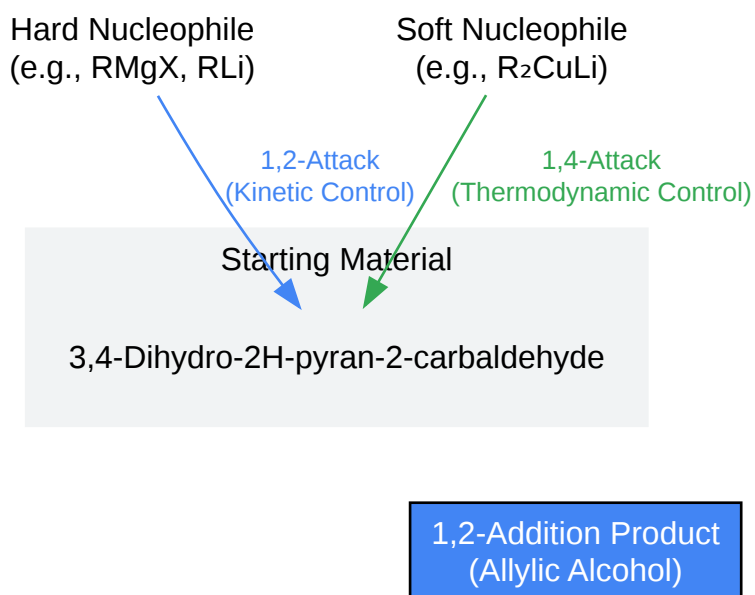 Hard Nucleophile
(e.g., RMgX, RLi)
Soft Nucleophile
(e.g., R₂CuLi)
1,2-Attack
(Kinetic Control)
1,4-Attack
(Thermodynamic Control)
Starting Material
3,4-Dihydro-2H-pyran-2-carbaldehyde
1,2-Addition Product
(Allylic Alcohol)